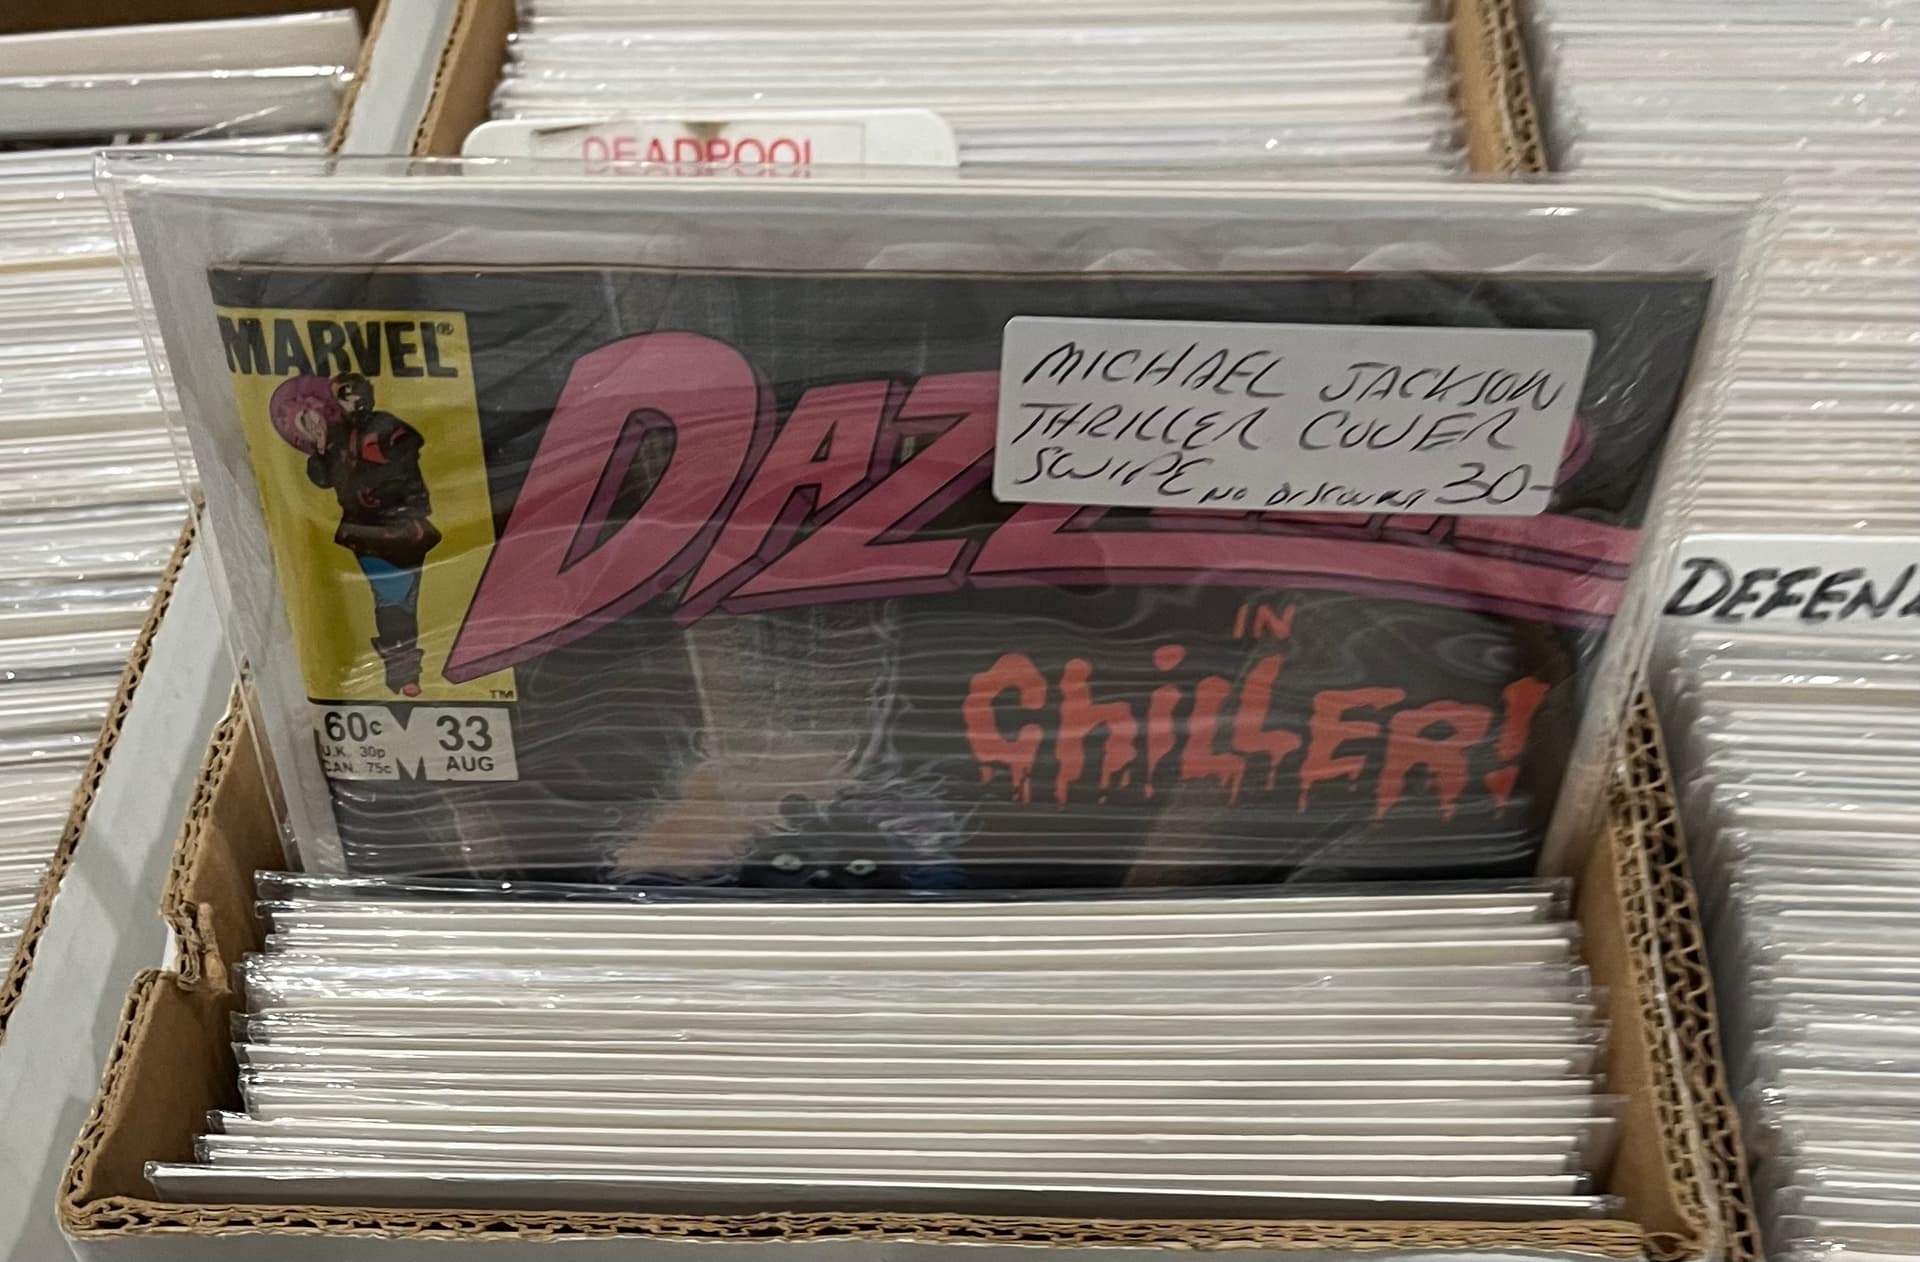 DEADPOOL
MARVEL®
DAZZLER
MICHAEL JACKSON
THRILLER COVER
SWIPE NO DISCOUNT 30-
IN
CHILLER!
TM
60¢ M 33
U.K. 30p
CAN. 75¢ AUG
DEFEND